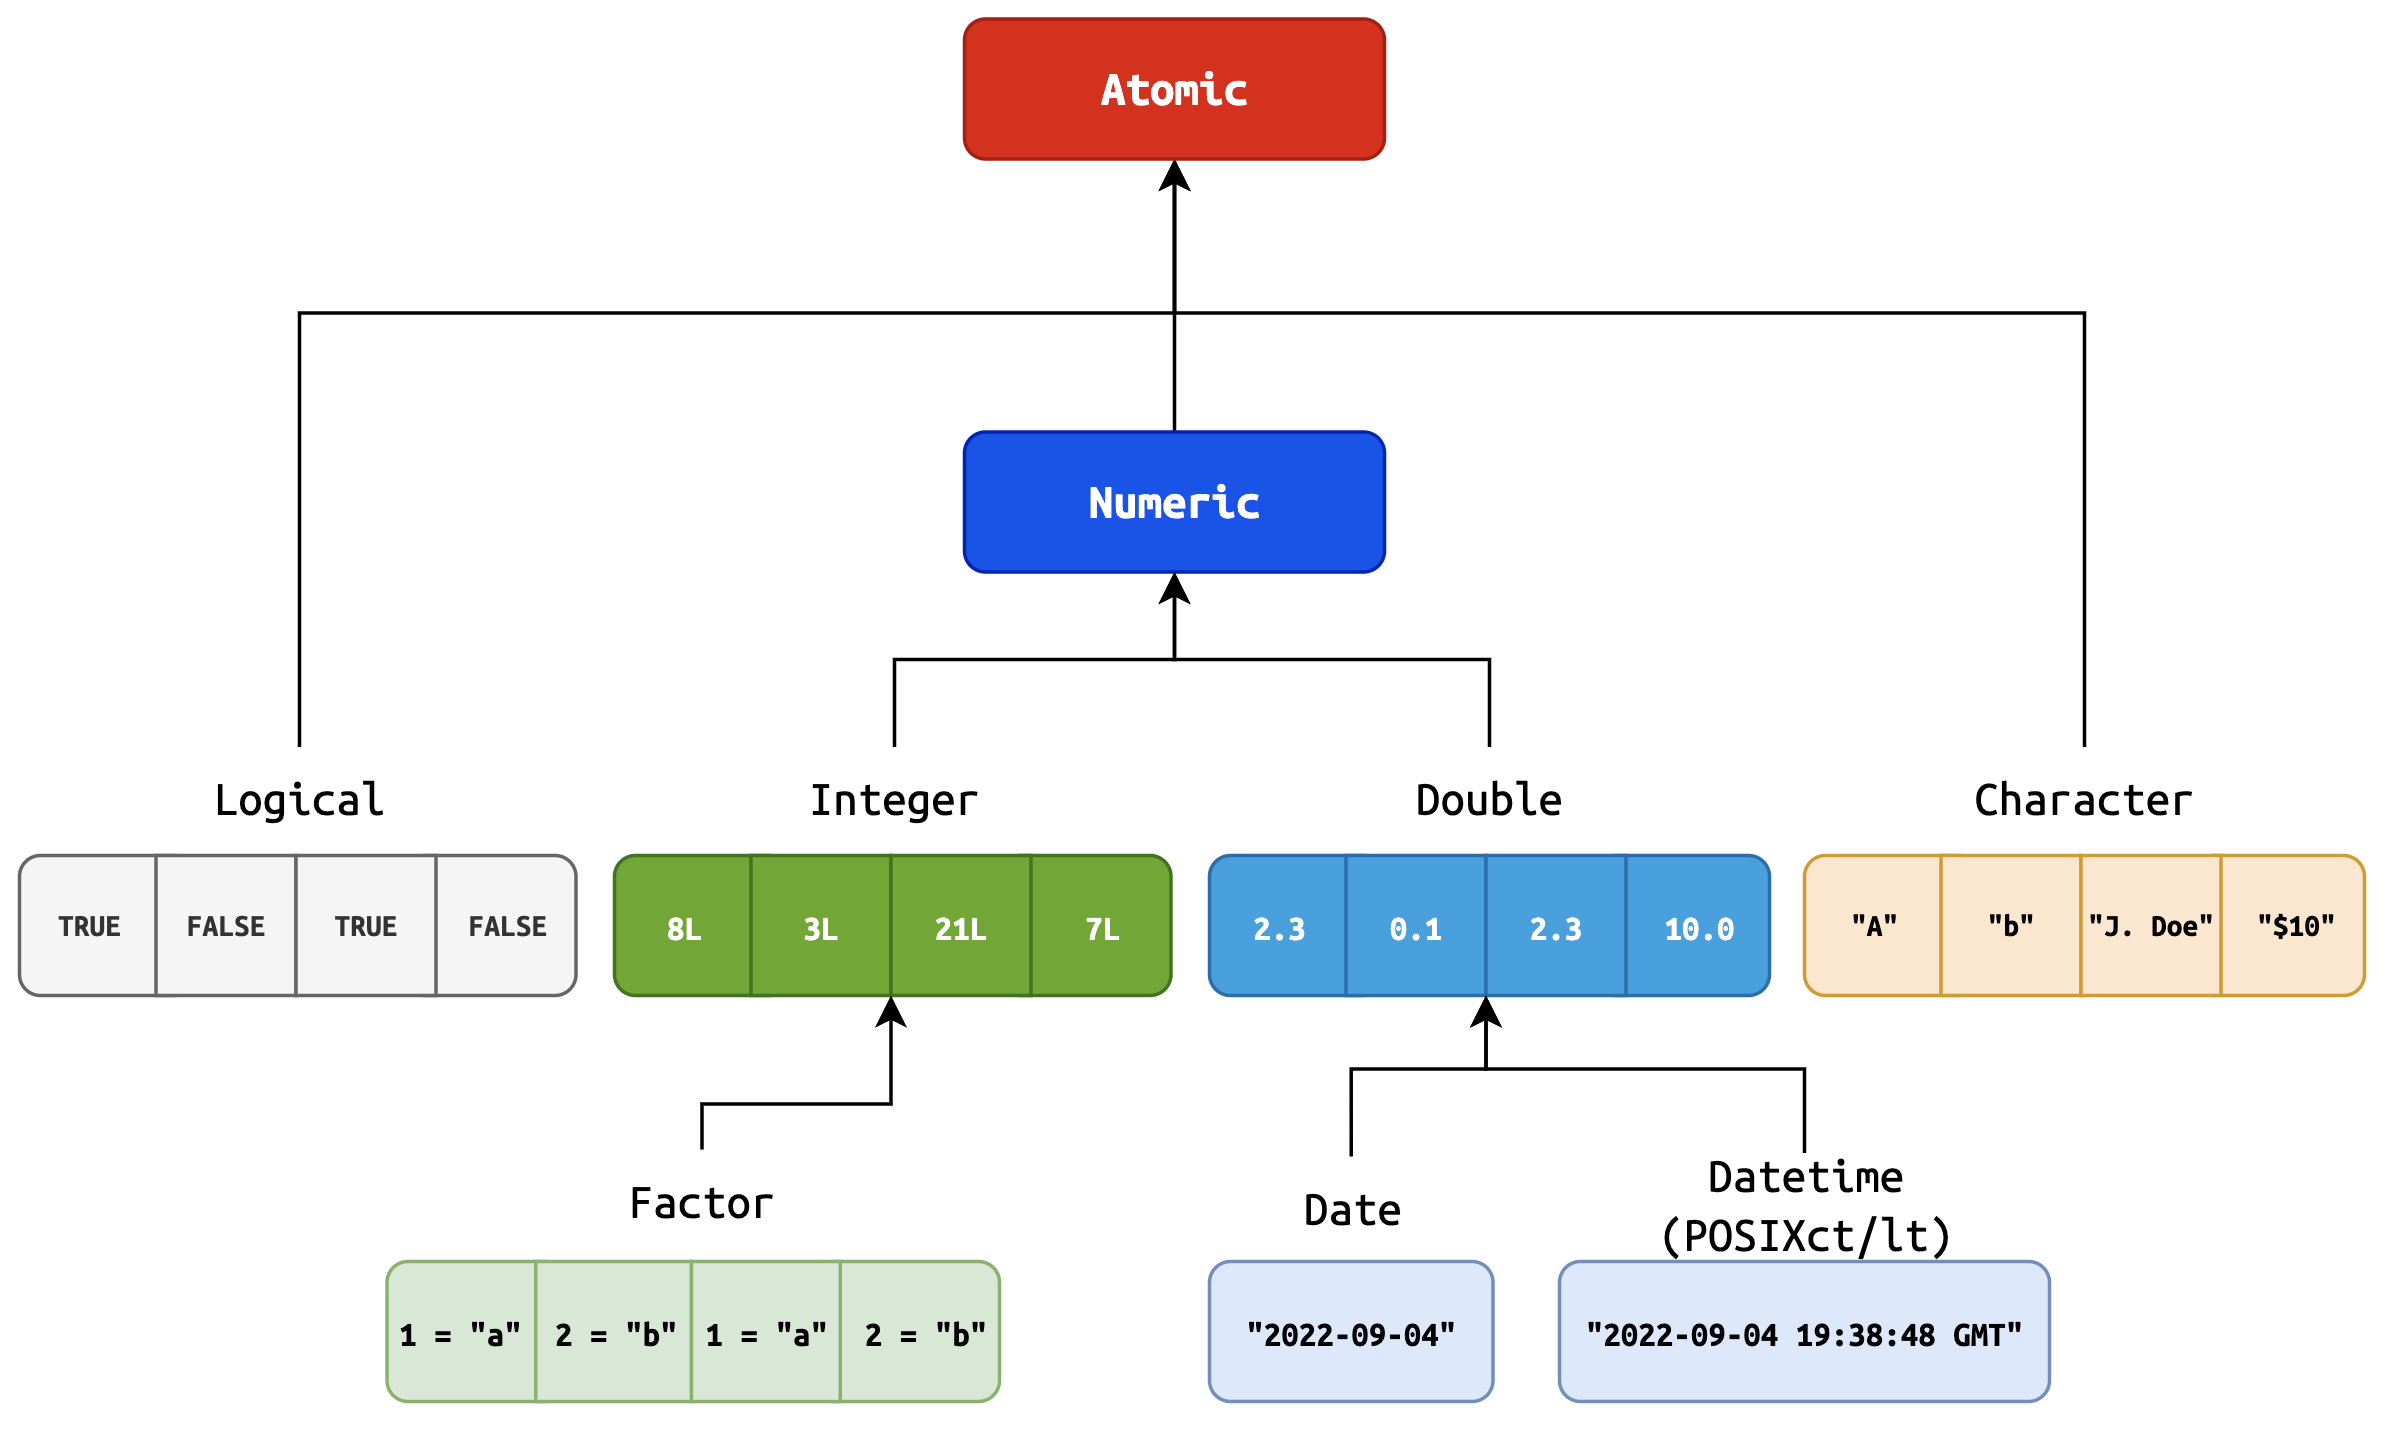 Atomic
Numeric
Logical
Integer
Double
Character
TRUE FALSE TRUE FALSE
8L 3L 21L 7L
2.3 0.1 2.3 10.0
"A" "b" "J. Doe" "$10"
Factor
Date
Datetime
(POSIXct/lt)
1 = "a" 2 = "b" 1 = "a" 2 = "b"
"2022-09-04"
"2022-09-04 19:38:48 GMT"